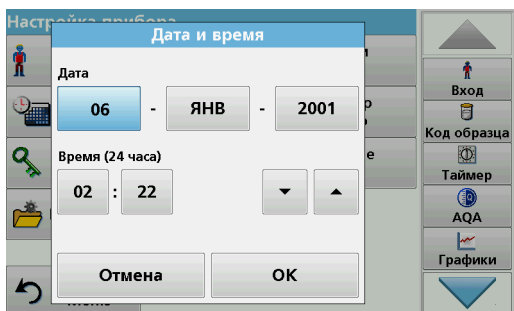 Настройка прибора
Дата и время
Дата
06 - ЯНВ - 2001
Время (24 часа)
02 : 22
Отмена
OK
Меню
Вход
Код образца
Таймер
AQA
Графики